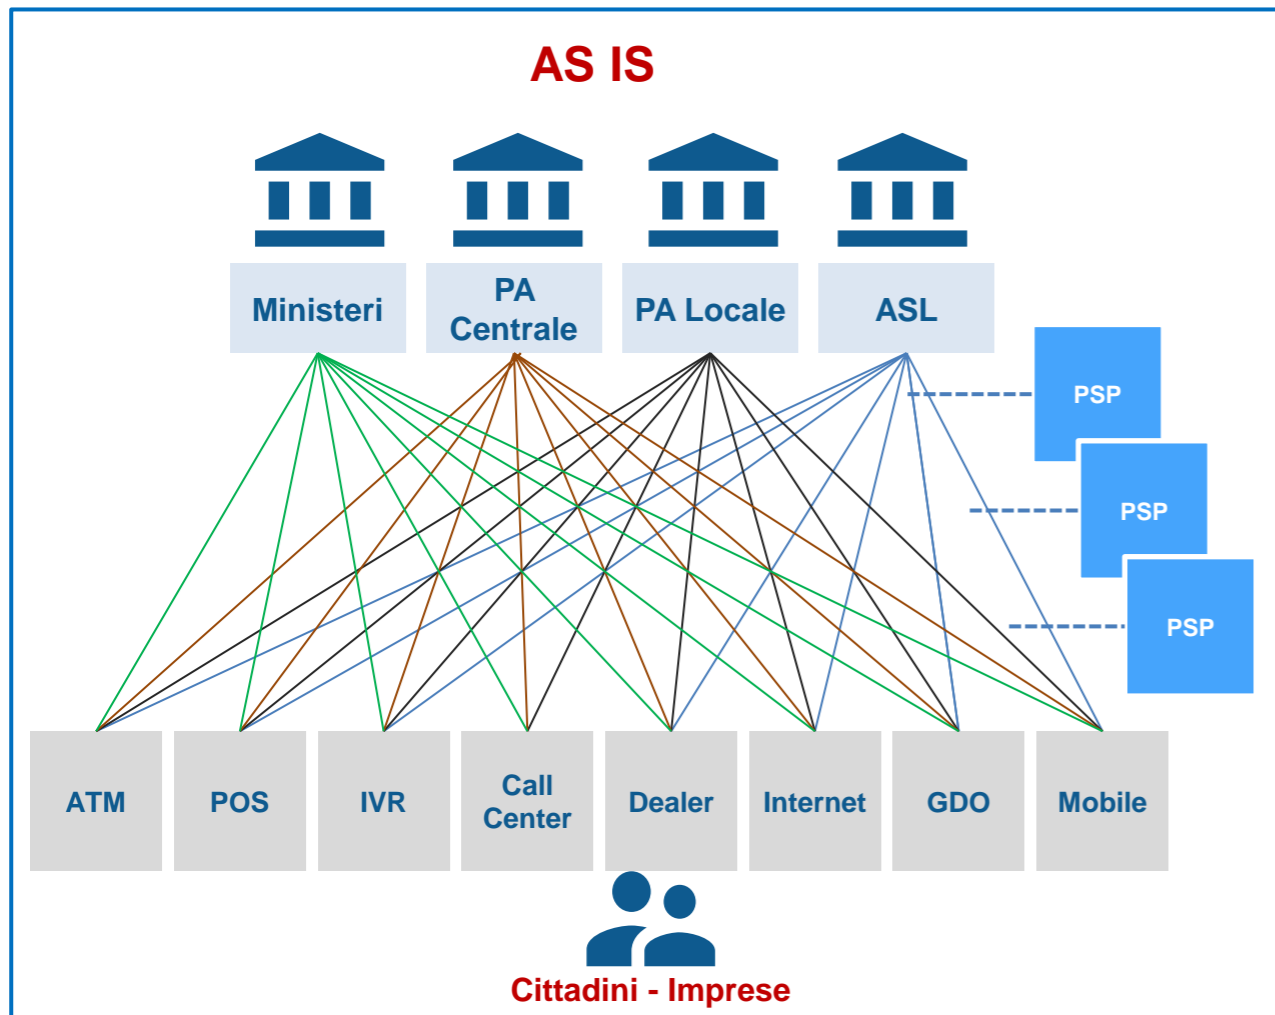 AS IS
Ministeri
PA
Centrale
PA Locale
ASL
PSP
PSP
PSP
ATM
POS
IVR
Call
Center
Dealer
Internet
GDO
Mobile
Cittadini - Imprese